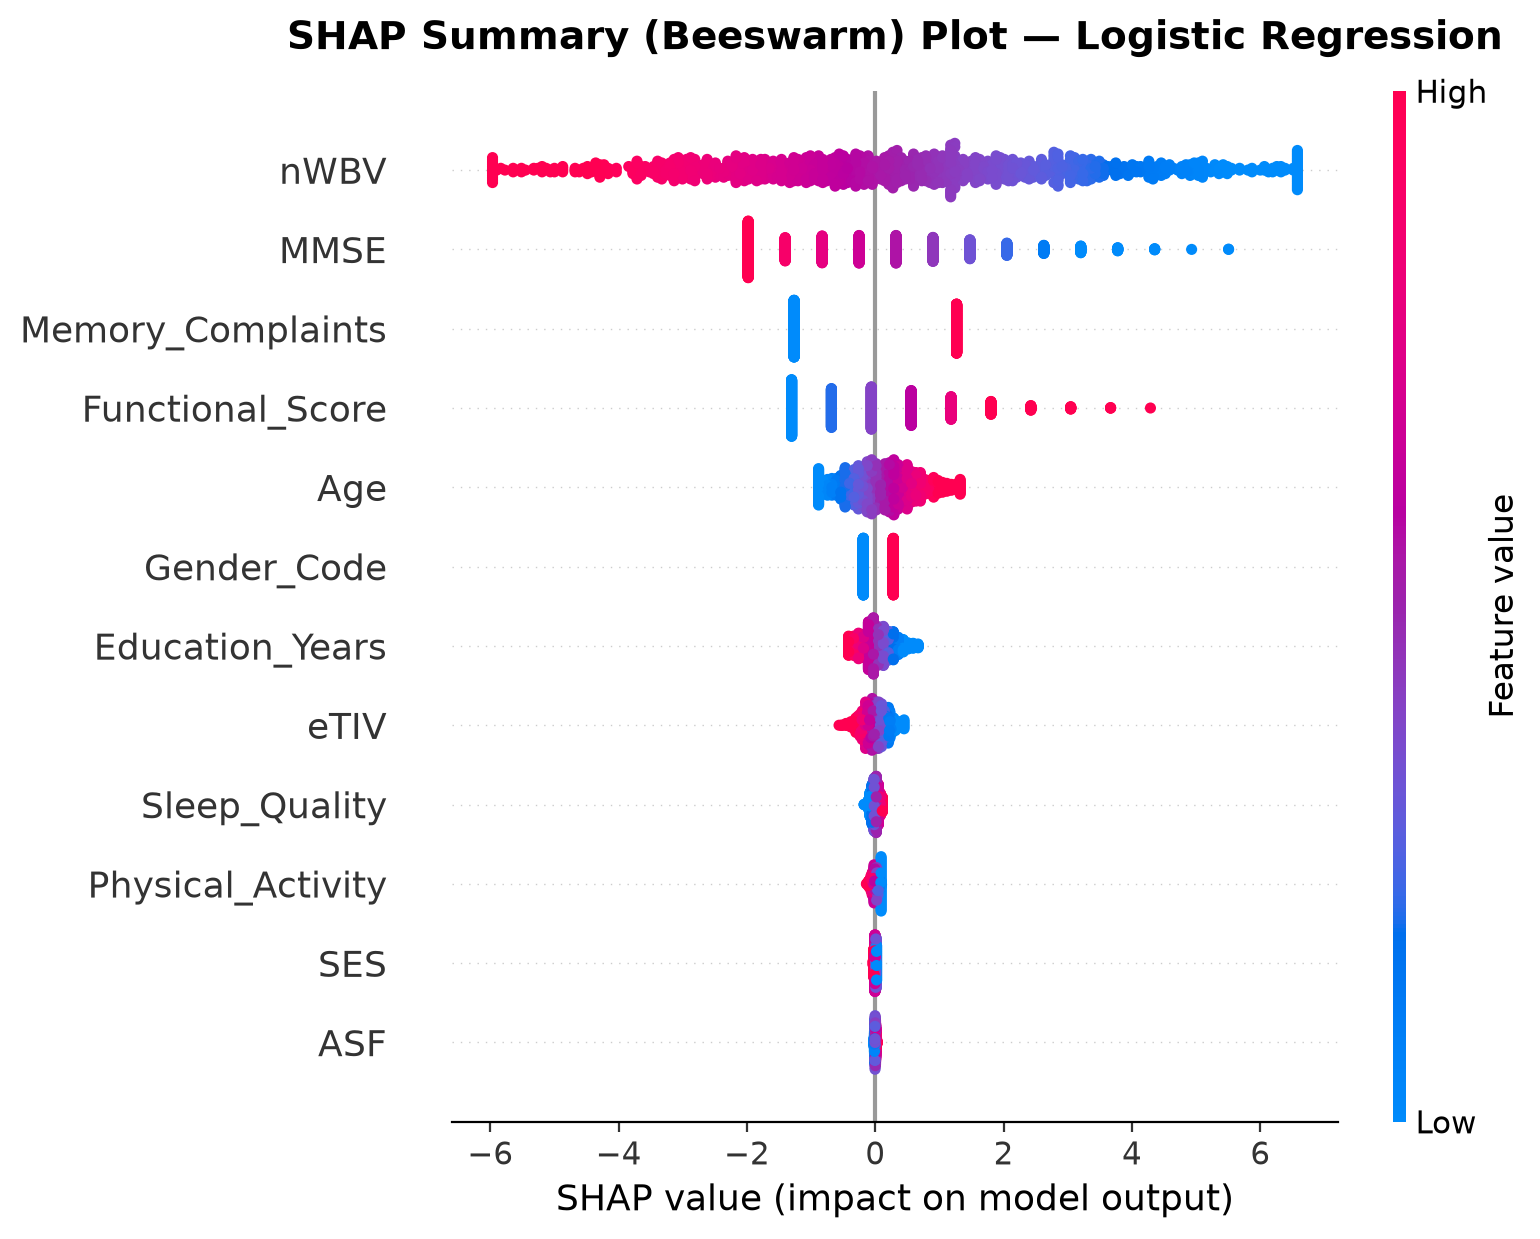 SHAP Summary (Beeswarm) Plot — Logistic Regression
High
nWBV
MMSE
Memory_Complaints
Functional_Score
Age
Gender_Code
Education_Years
eTIV
Sleep_Quality
Physical_Activity
SES
ASF
Feature value
Low
−6 −4 −2 0 2 4 6
SHAP value (impact on model output)